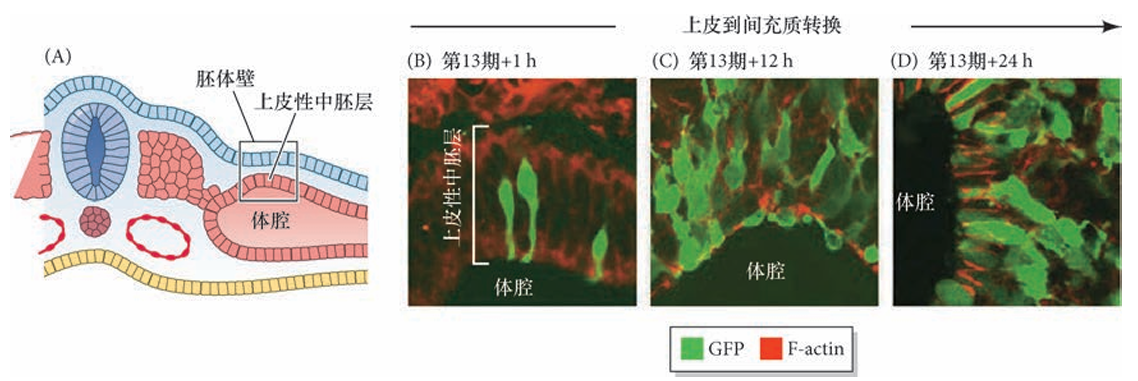 上皮到间充质转换
(A)
胚体壁
上皮性中胚层
体腔
(B) 第13期+1 h
上皮性中胚层
体腔
(C) 第13期+12 h
体腔
(D) 第13期+24 h
体腔
GFP
F-actin